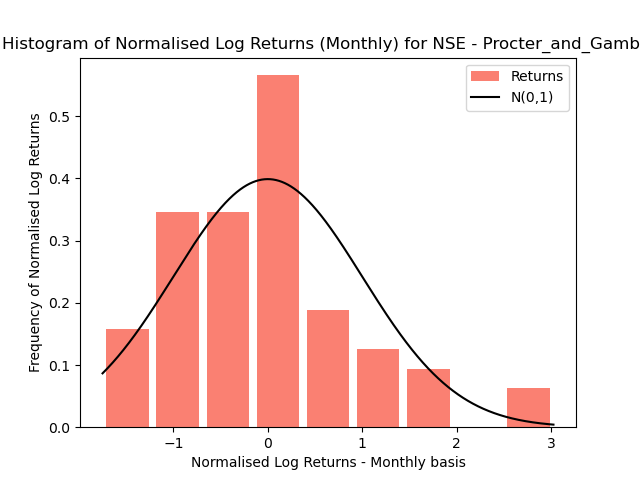 Histogram of Normalised Log Returns (Monthly) for NSE - Procter_and_Gamb
Returns
N(0,1)
Frequency of Normalised Log Returns
0.5
0.4
0.3
0.2
0.1
0.0
−1
0
1
2
3
Normalised Log Returns - Monthly basis